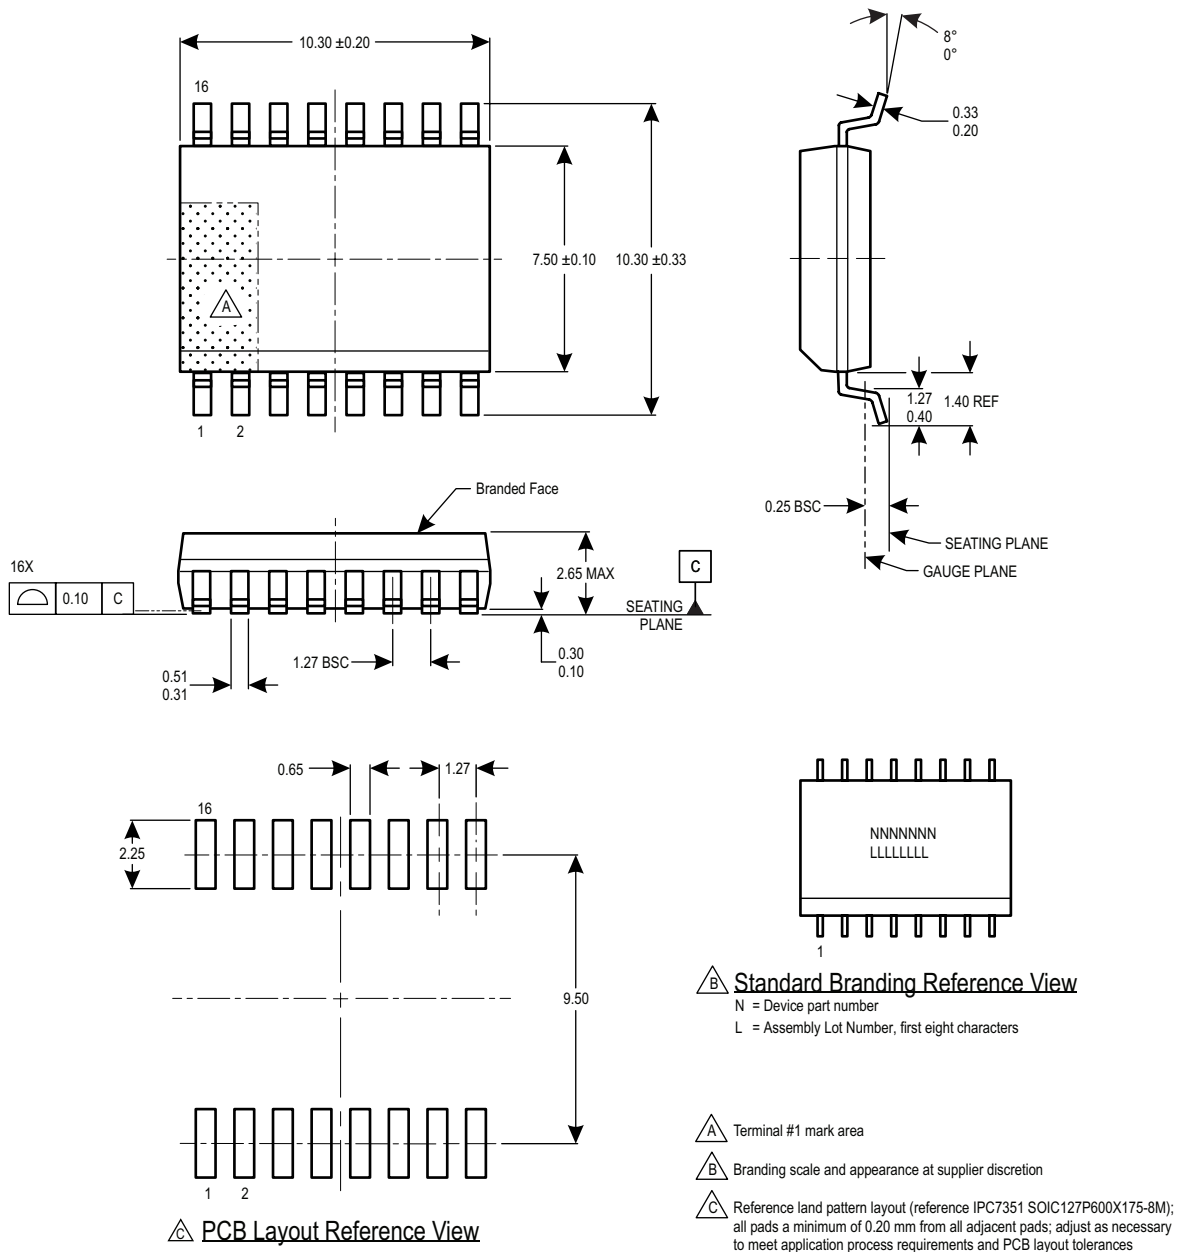 10.30 ±0.20
8°
0°
16
0.33
0.20
7.50 ±0.10
10.30 ±0.33
A
1.27
0.40
1.40 REF
1
2
Branded Face
0.25 BSC
SEATING PLANE
GAUGE PLANE
16X
0.10
C
2.65 MAX
C
SEATING
PLANE
1.27 BSC
0.30
0.10
0.51
0.31
0.65
1.27
16
2.25
9.50
1
2
C PCB Layout Reference View
NNNNNNN
LLLLLLLL
1
B Standard Branding Reference View
N = Device part number
L = Assembly Lot Number, first eight characters
A Terminal #1 mark area
B Branding scale and appearance at supplier discretion
C Reference land pattern layout (reference IPC7351 SOIC127P600X175-8M);
all pads a minimum of 0.20 mm from all adjacent pads; adjust as necessary
to meet application process requirements and PCB layout tolerances